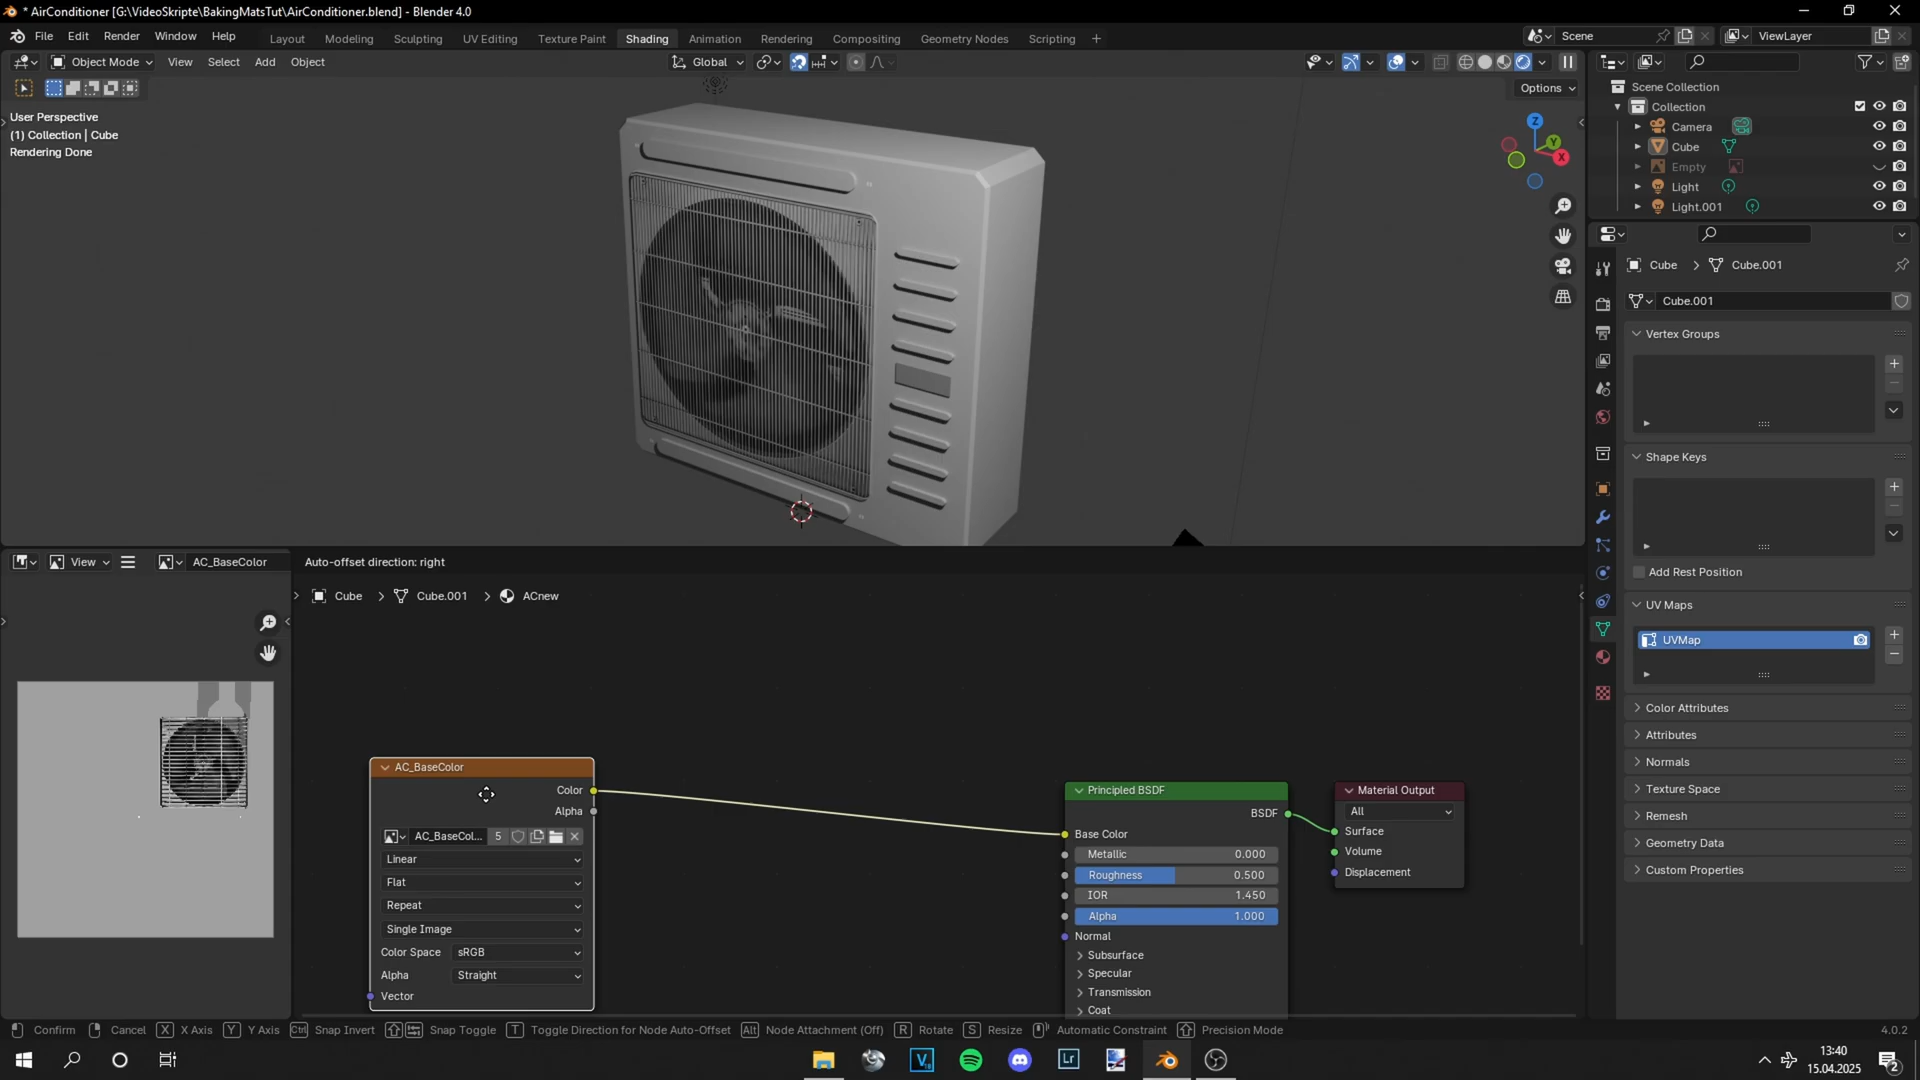 * AirConditioner [G:\VideoSkripte\BakingMatsTut\AirConditioner.blend] - Blender 4.0
File Edit Render Window Help
Layout Modeling Sculpting UV Editing Texture Paint Shading Animation Rendering Compositing Geometry Nodes Scripting +
Scene
ViewLayer
Object Mode View Select Add Object
Global
Options
User Perspective
(1) Collection | Cube
Rendering Done
Z
Y
X
Scene Collection
Collection
Camera
Cube
Empty
Light
Light.001
Cube > Cube.001
Cube.001
Vertex Groups
Shape Keys
Add Rest Position
UV Maps
UVMap
Color Attributes
Attributes
Normals
Texture Space
Remesh
Geometry Data
Custom Properties
View
AC_BaseColor
Auto-offset direction: right
Cube > Cube.001 > ACnew
AC_BaseColor
Color
Alpha
AC_BaseCol... 5
Linear
Flat
Repeat
Single Image
Color Space sRGB
Alpha Straight
Vector
Principled BSDF
BSDF
Base Color
Metallic 0.000
Roughness 0.500
IOR 1.450
Alpha 1.000
Normal
Subsurface
Specular
Transmission
Coat
Material Output
All
Surface
Volume
Displacement
Confirm Cancel X X Axis Y Y Axis Ctrl Snap Invert Snap Toggle T Toggle Direction for Node Auto-Offset Alt Node Attachment (Off) R Rotate S Resize Automatic Constraint Precision Mode 4.0.2
Lr
13:40
15.04.2025
2